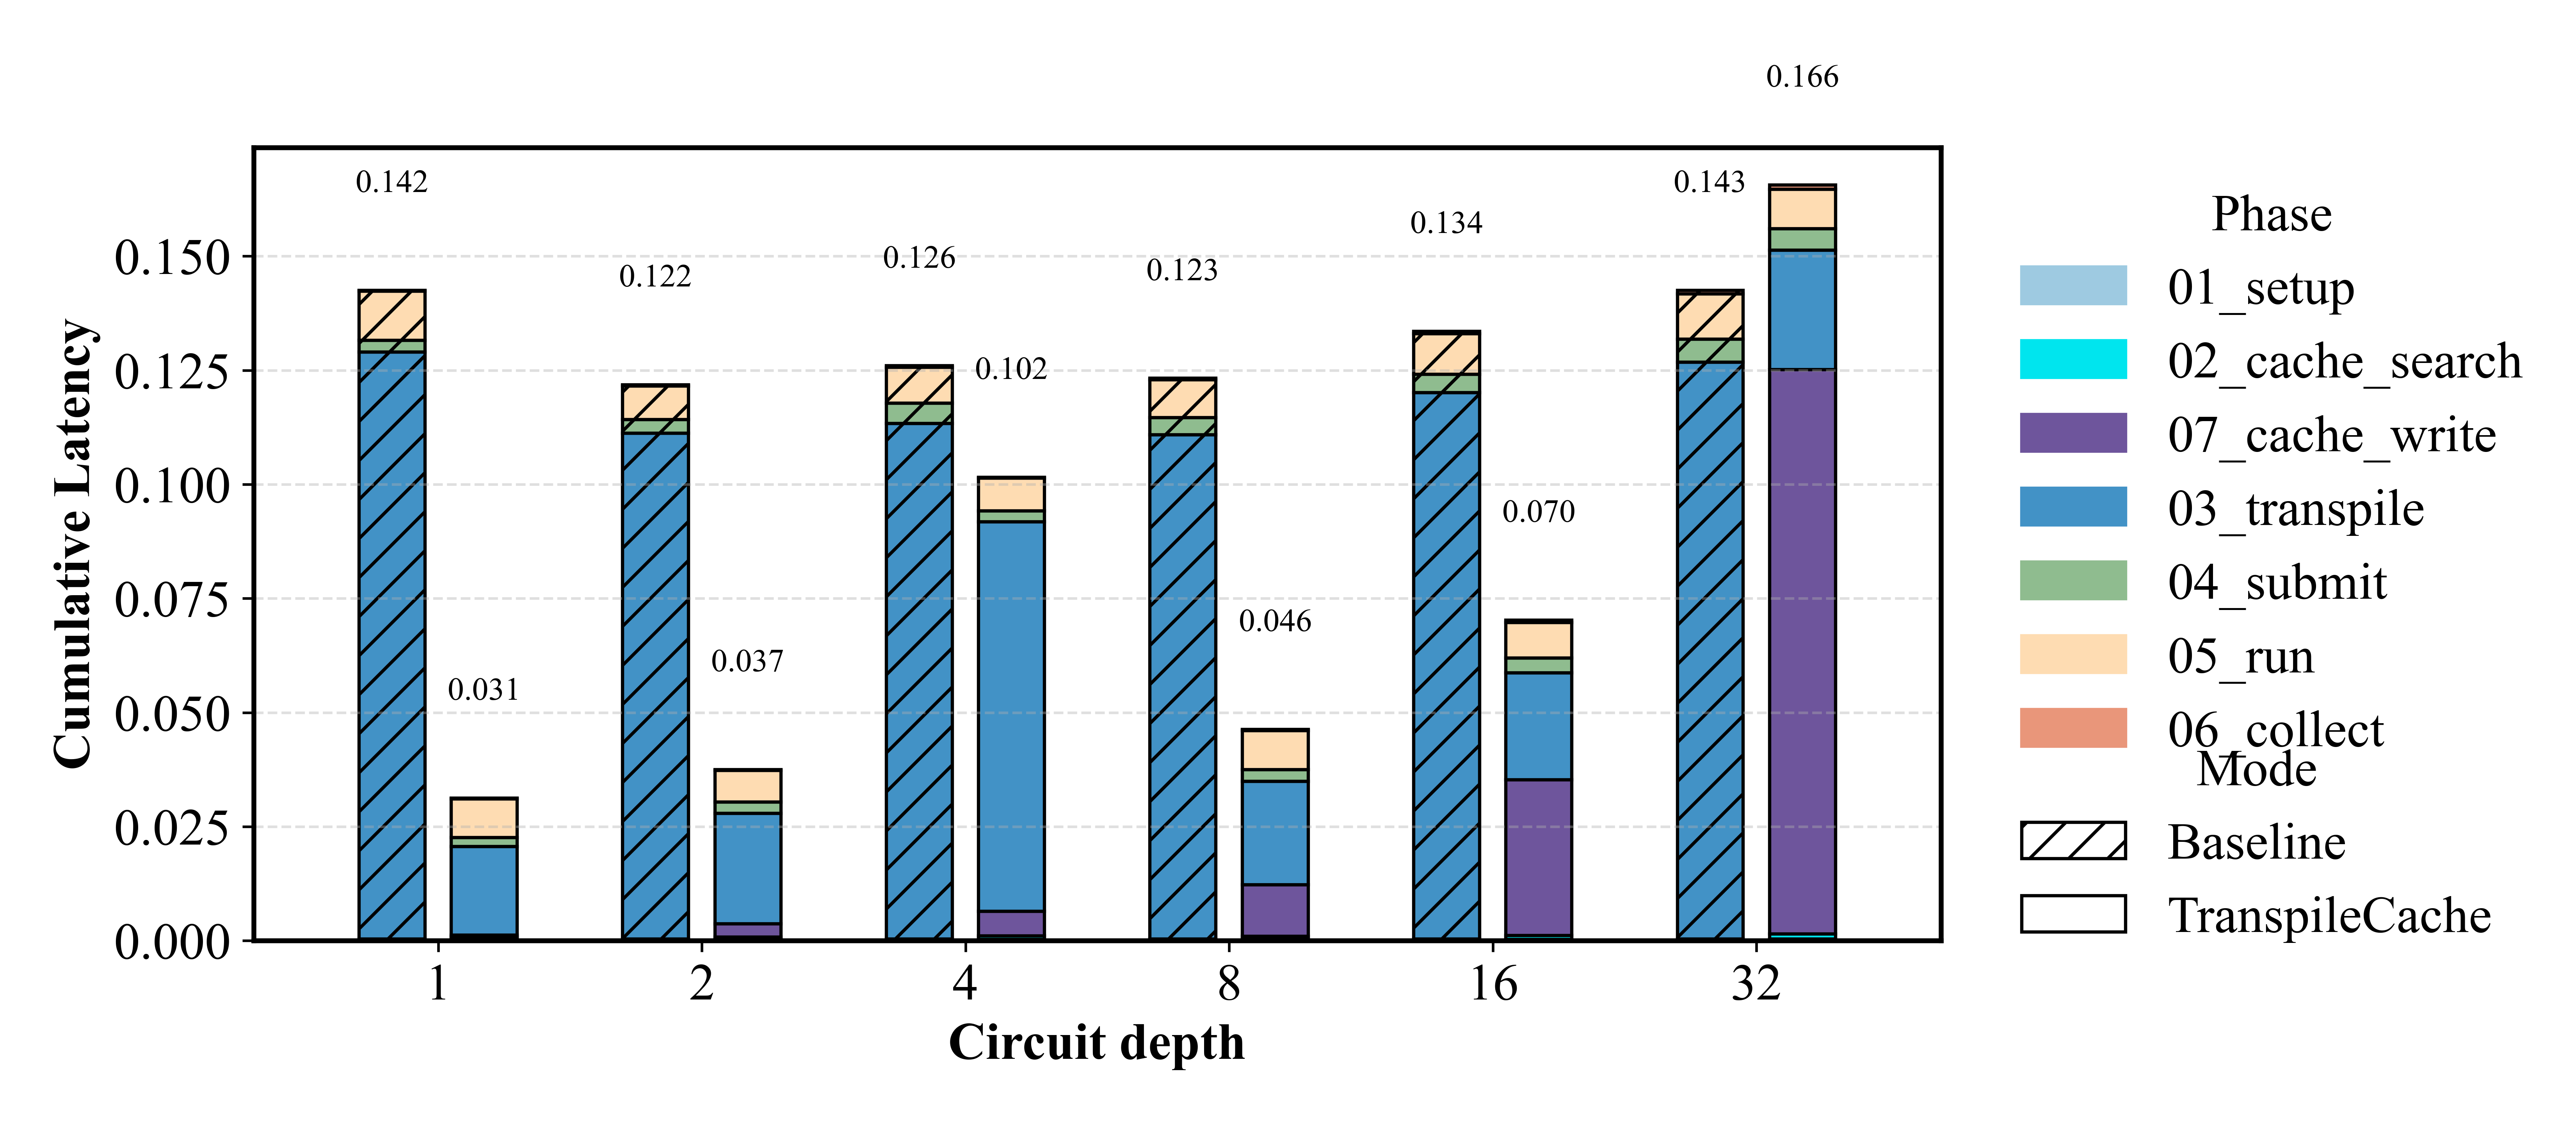 0.166
0.142
0.122
0.126
0.102
0.123
0.134
0.143
0.031
0.037
0.046
0.070
Cumulative Latency
0.150
0.125
0.100
0.075
0.050
0.025
0.000
1
2
4
8
16
32
Circuit depth
Phase
01_setup
02_cache_search
07_cache_write
03_transpile
04_submit
05_run
06_collect
Mode
Baseline
TranspileCache